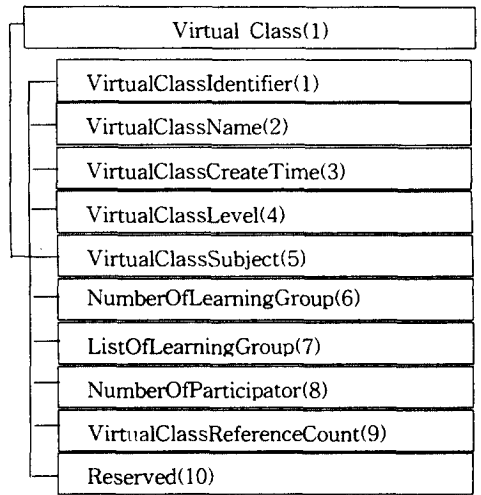 Virtual Class(1)
VirtualClassIdentifier(1)
VirtualClassName(2)
VirtualClassCreateTime(3)
VirtualClassLevel(4)
VirtualClassSubject(5)
NumberOfLearningGroup(6)
ListOfLearningGroup(7)
NumberOfParticipator(8)
VirtualClassReferenceCount(9)
Reserved(10)